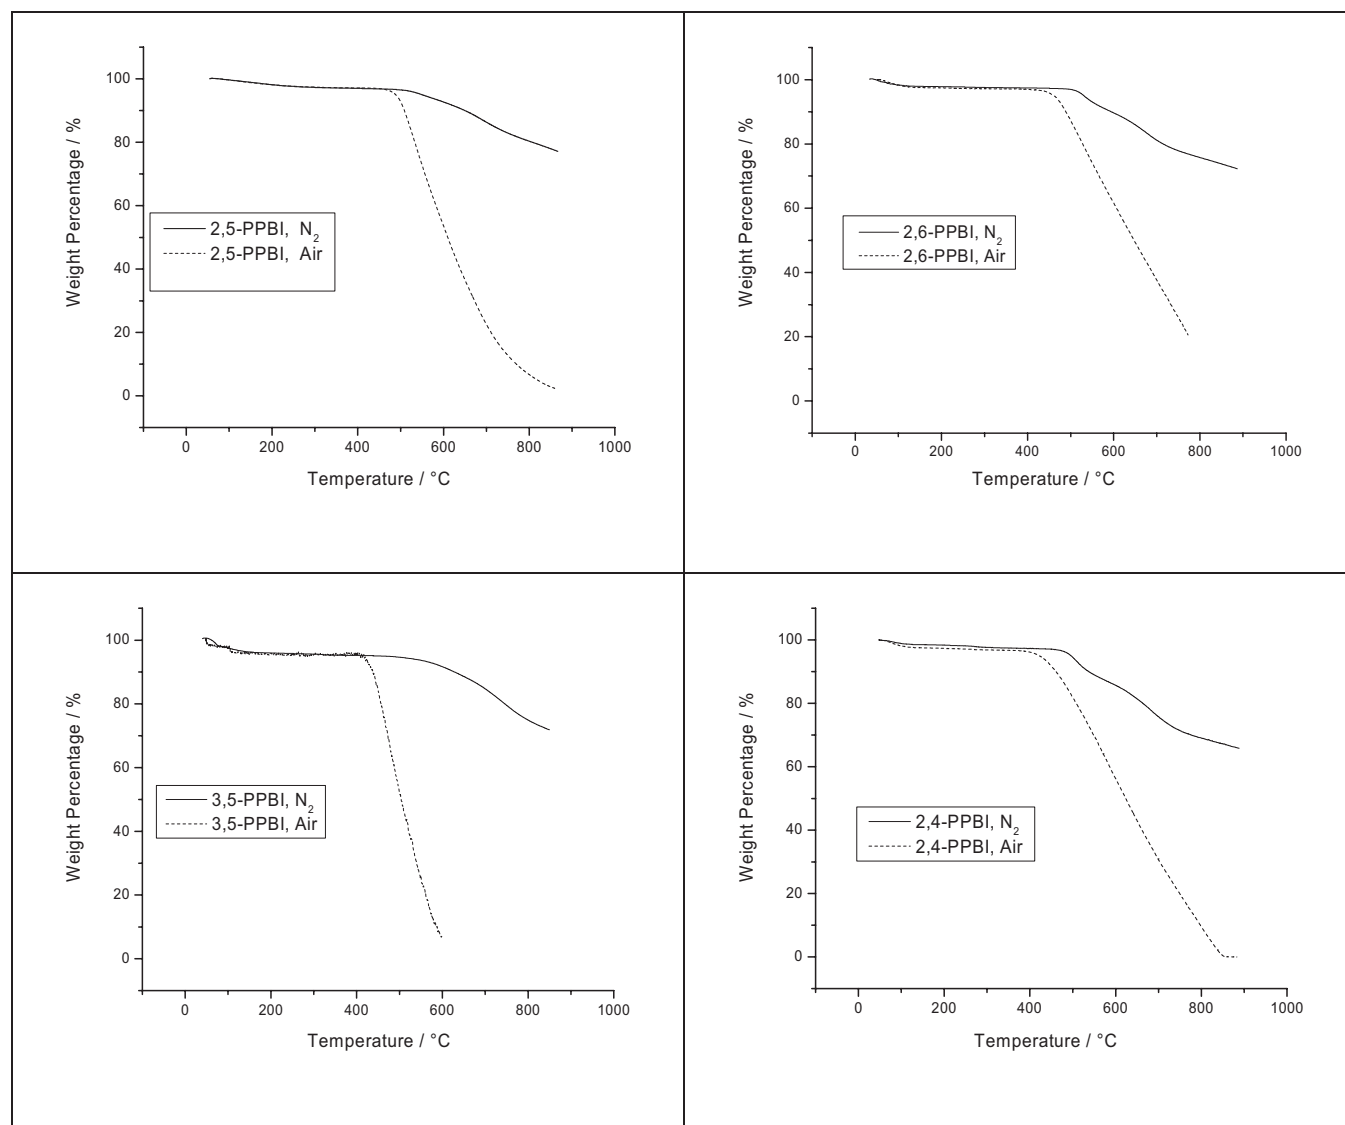 100
80
60
40
20
0
Weight Percentage / %
2,5-PPBI, N2
2,5-PPBI, Air
0 200 400 600 800 1000
Temperature / °C
100
80
60
40
20
0
Weight Percentage / %
2,6-PPBI, N2
2,6-PPBI, Air
0 200 400 600 800 1000
Temperature / °C
100
80
60
40
20
0
Weight Percentage / %
3,5-PPBI, N2
3,5-PPBI, Air
0 200 400 600 800 1000
Temperature / °C
100
80
60
40
20
0
Weight Percentage / %
2,4-PPBI, N2
2,4-PPBI, Air
0 200 400 600 800 1000
Temperature / °C